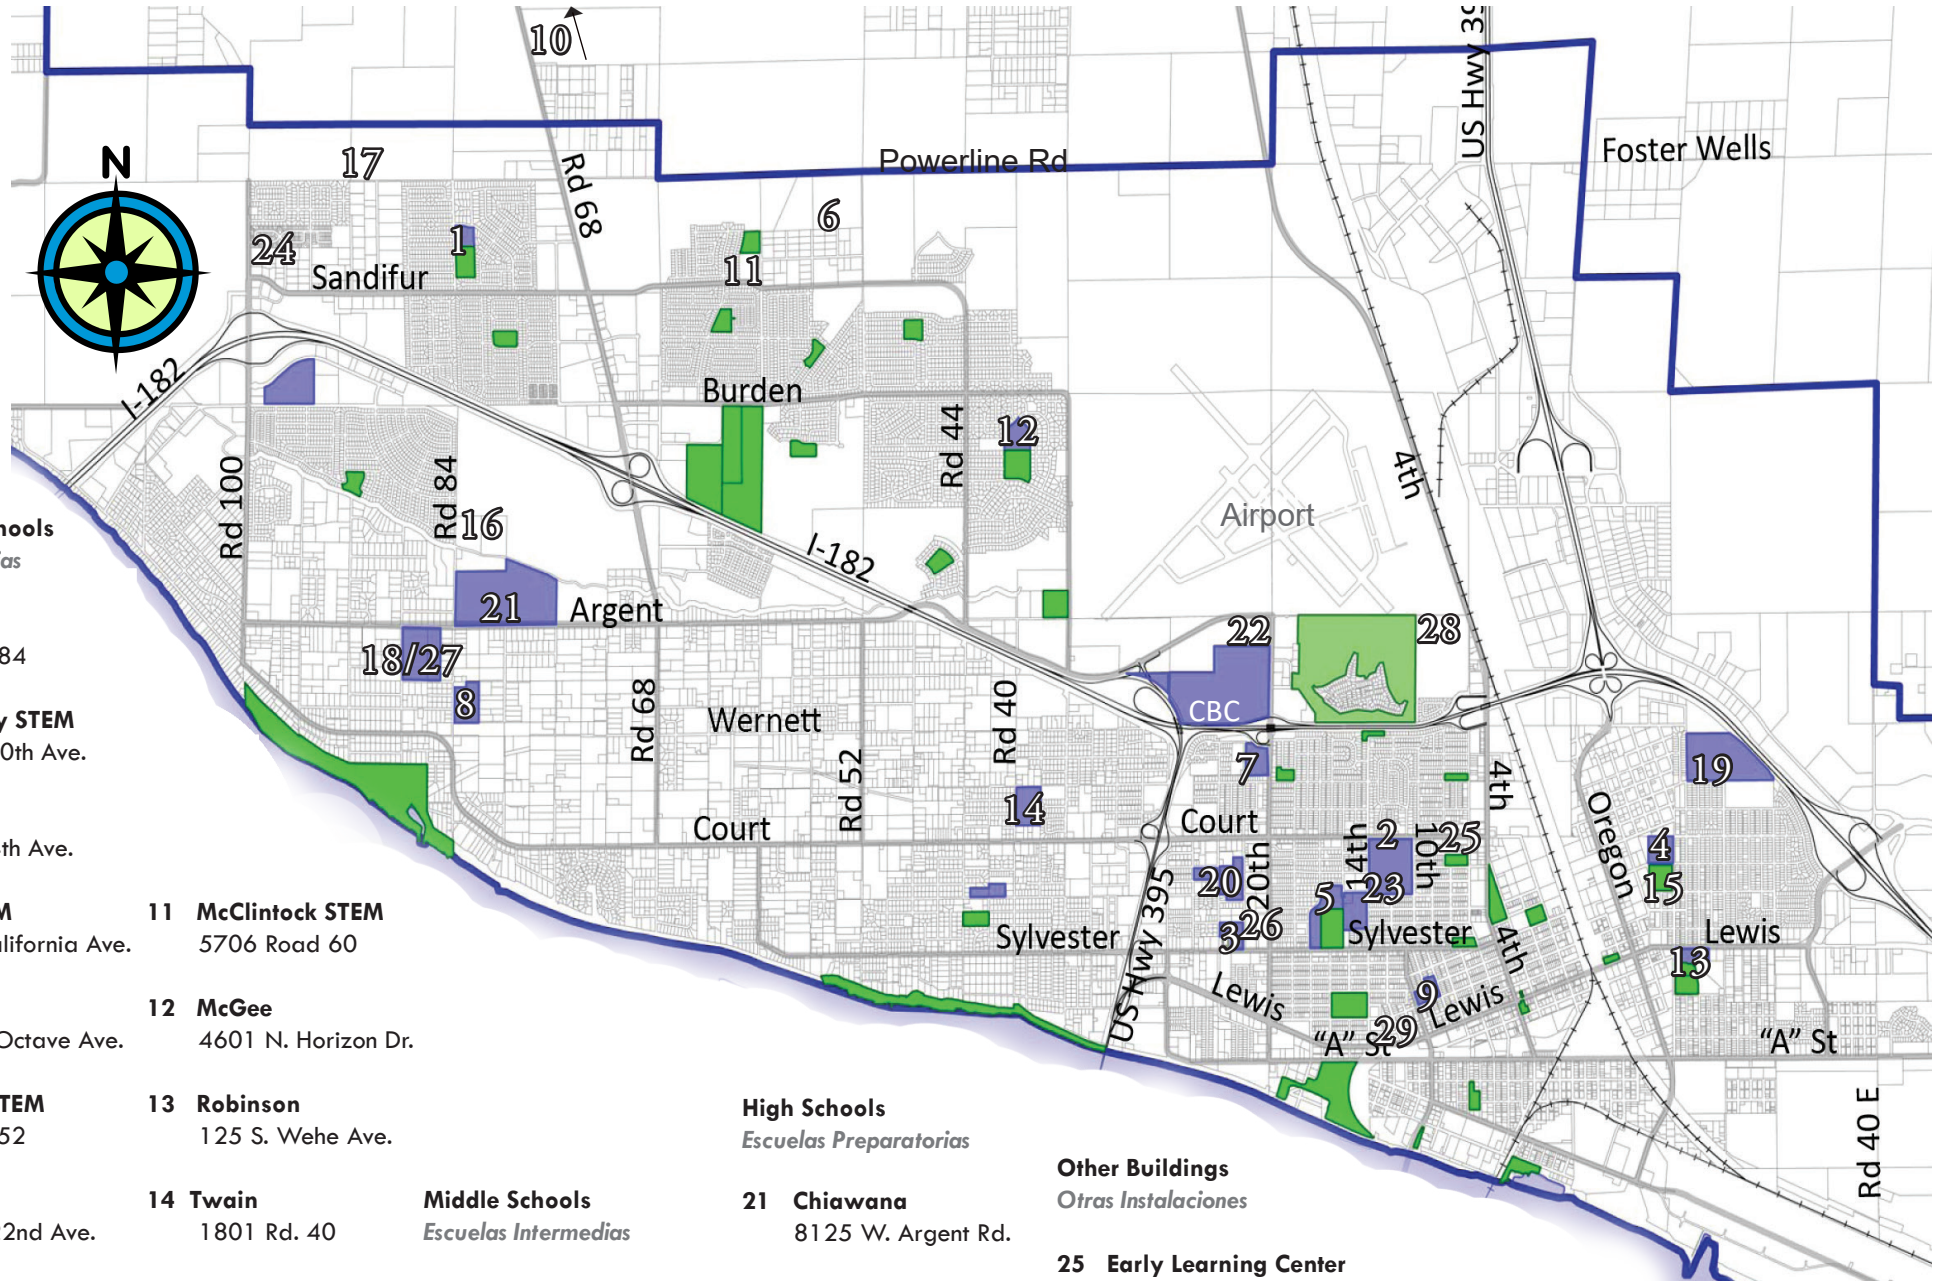 10
US Hwy 39
N
17
Rd 68
Powerline Rd
Foster Wells
24
1
6
11
Sandifur
I-182
Burden
Rd 44
12
4th
Rd 100
Rd 84
16
Airport
I-182
21
Argent
22
28
18/27
8
Rd 68
Wernett
Rd 40
CBC
7
19
Rd 52
14
Court
Court
4th
Oregon
2
10th
25
14th
4
20
20th
5
23
15
US Hwy 395
3
26
Sylvester
Sylvester
4th
Lewis
13
Lewis
9
Lewis
29
"A" St
"A" St
Rd 40 E
hools
as
84
y STEM
0th Ave.
th Ave.
M
alifornia Ave.
Octave Ave.
TEM
52
2nd Ave.
11 McClintock STEM
5706 Road 60
12 McGee
4601 N. Horizon Dr.
13 Robinson
125 S. Wehe Ave.
14 Twain
1801 Rd. 40
Middle Schools
Escuelas Intermedias
High Schools
Escuelas Preparatorias
21 Chiawana
8125 W. Argent Rd.
Other Buildings
Otras Instalaciones
25 Early Learning Center